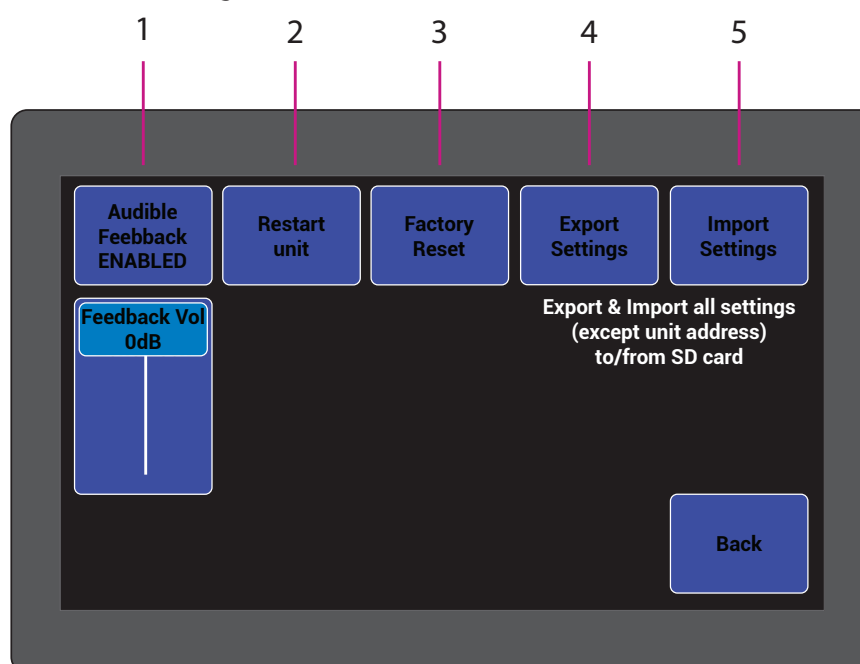 1 2 3 4 5
Audible
Feebback
ENABLED
Restart
unit
Factory
Reset
Export
Settings
Import
Settings
Feedback Vol
0dB
Export & Import all settings
(except unit address)
to/from SD card
Back